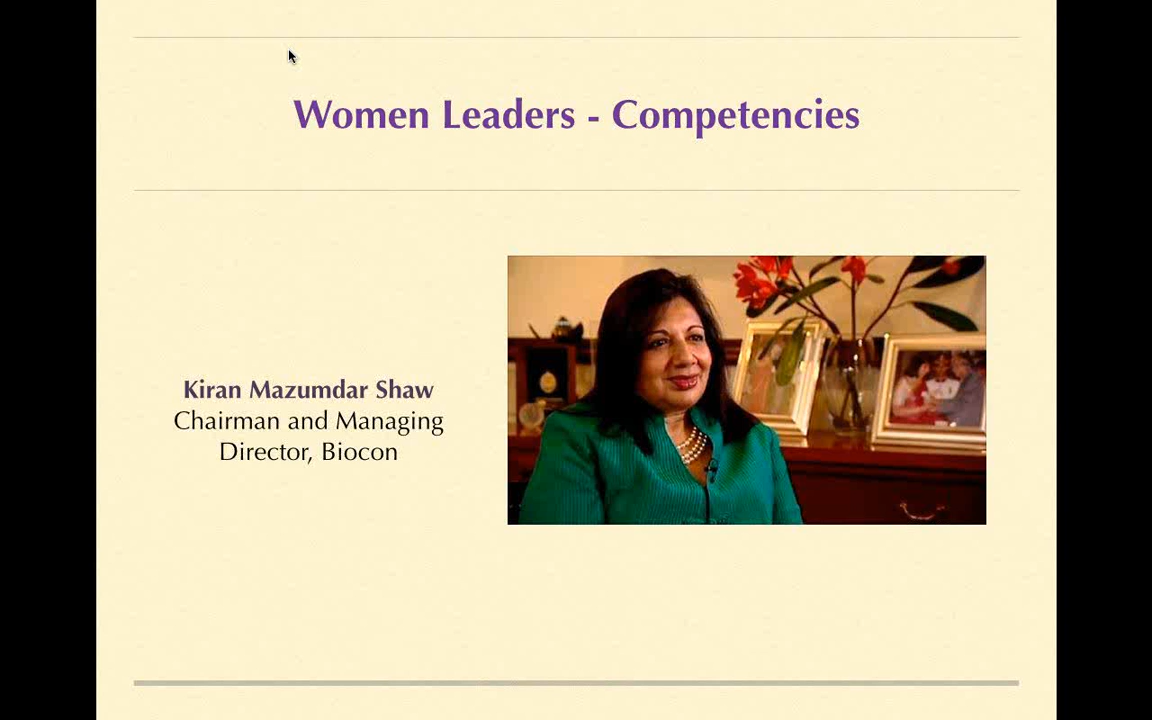 Women Leaders - Competencies
Kiran Mazumdar Shaw
Chairman and Managing
Director, Biocon